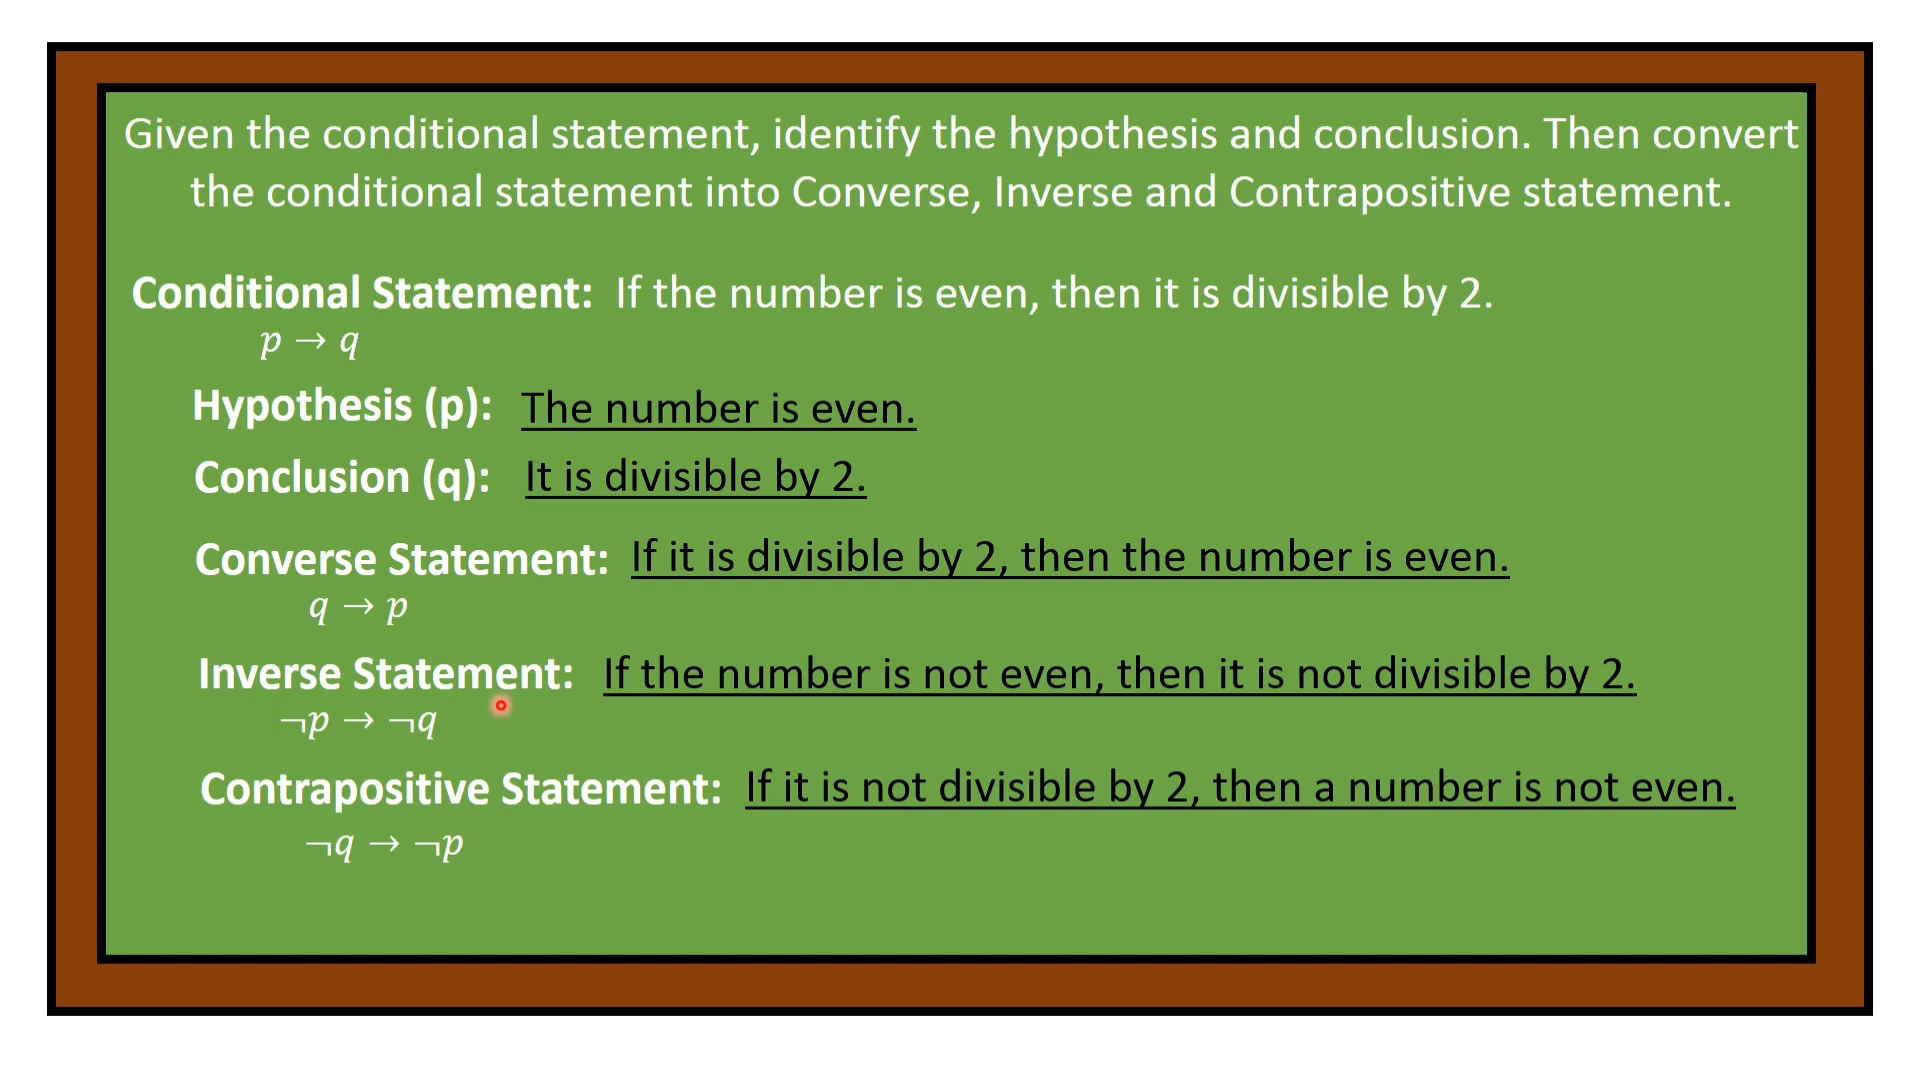 Given the conditional statement, identify the hypothesis and conclusion. Then convert
the conditional statement into Converse, Inverse and Contrapositive statement.
Conditional Statement: If the number is even, then it is divisible by 2.
p → q
Hypothesis (p): The number is even.
Conclusion (q): It is divisible by 2.
Converse Statement: If it is divisible by 2, then the number is even.
q → p
Inverse Statement: If the number is not even, then it is not divisible by 2.
¬p → ¬q
Contrapositive Statement: If it is not divisible by 2, then a number is not even.
¬q → ¬p